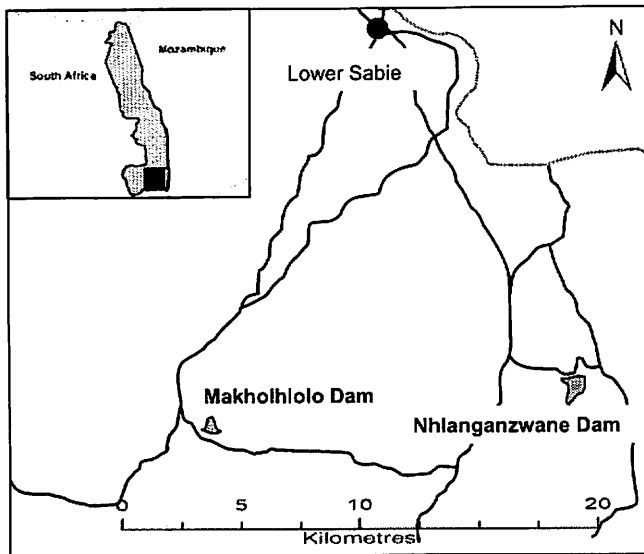 Mozambique
South Africa
Lower Sabie
N
Makholhlolo Dam
Nhlanganzwane Dam
0 5 10 20
Kilometres